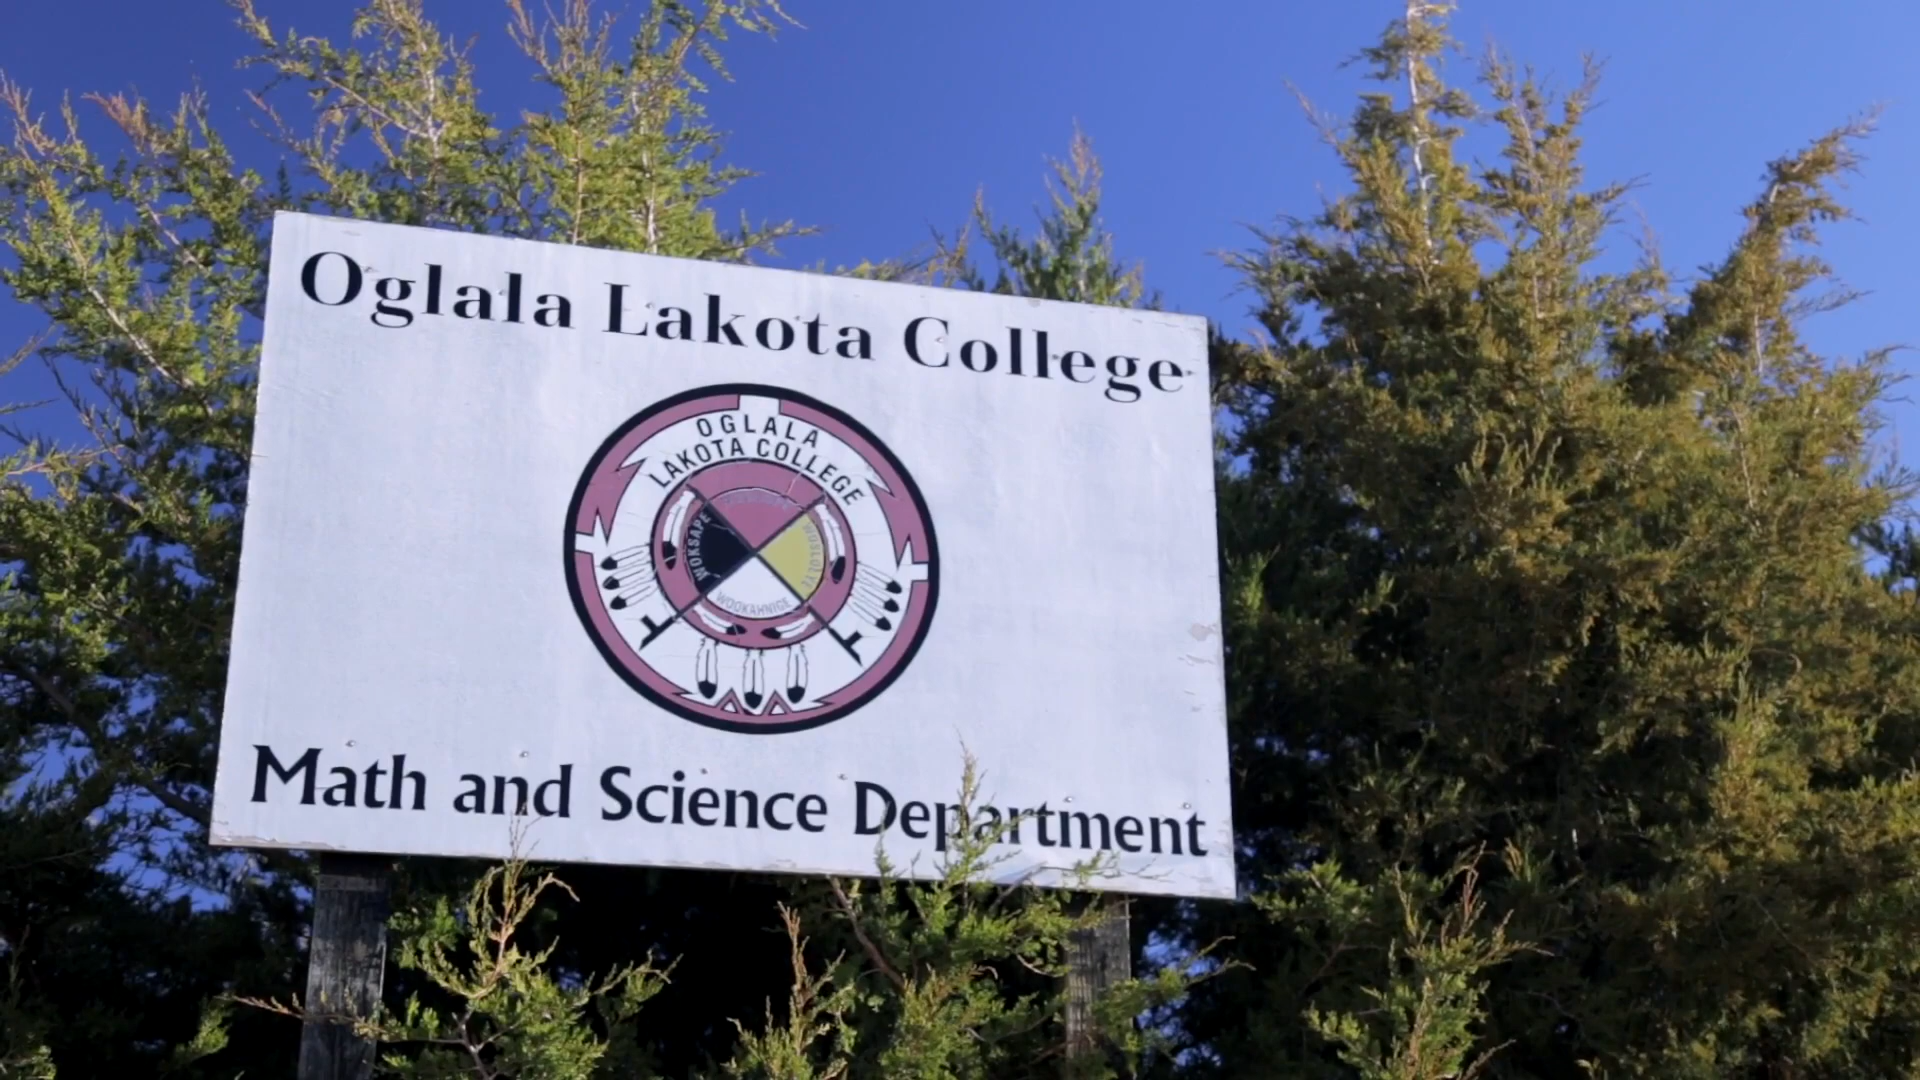 Oglala Lakota College
OGLALA
LAKOTA COLLEGE
WOKSAPE
WOOKAHNIGE
Math and Science Department